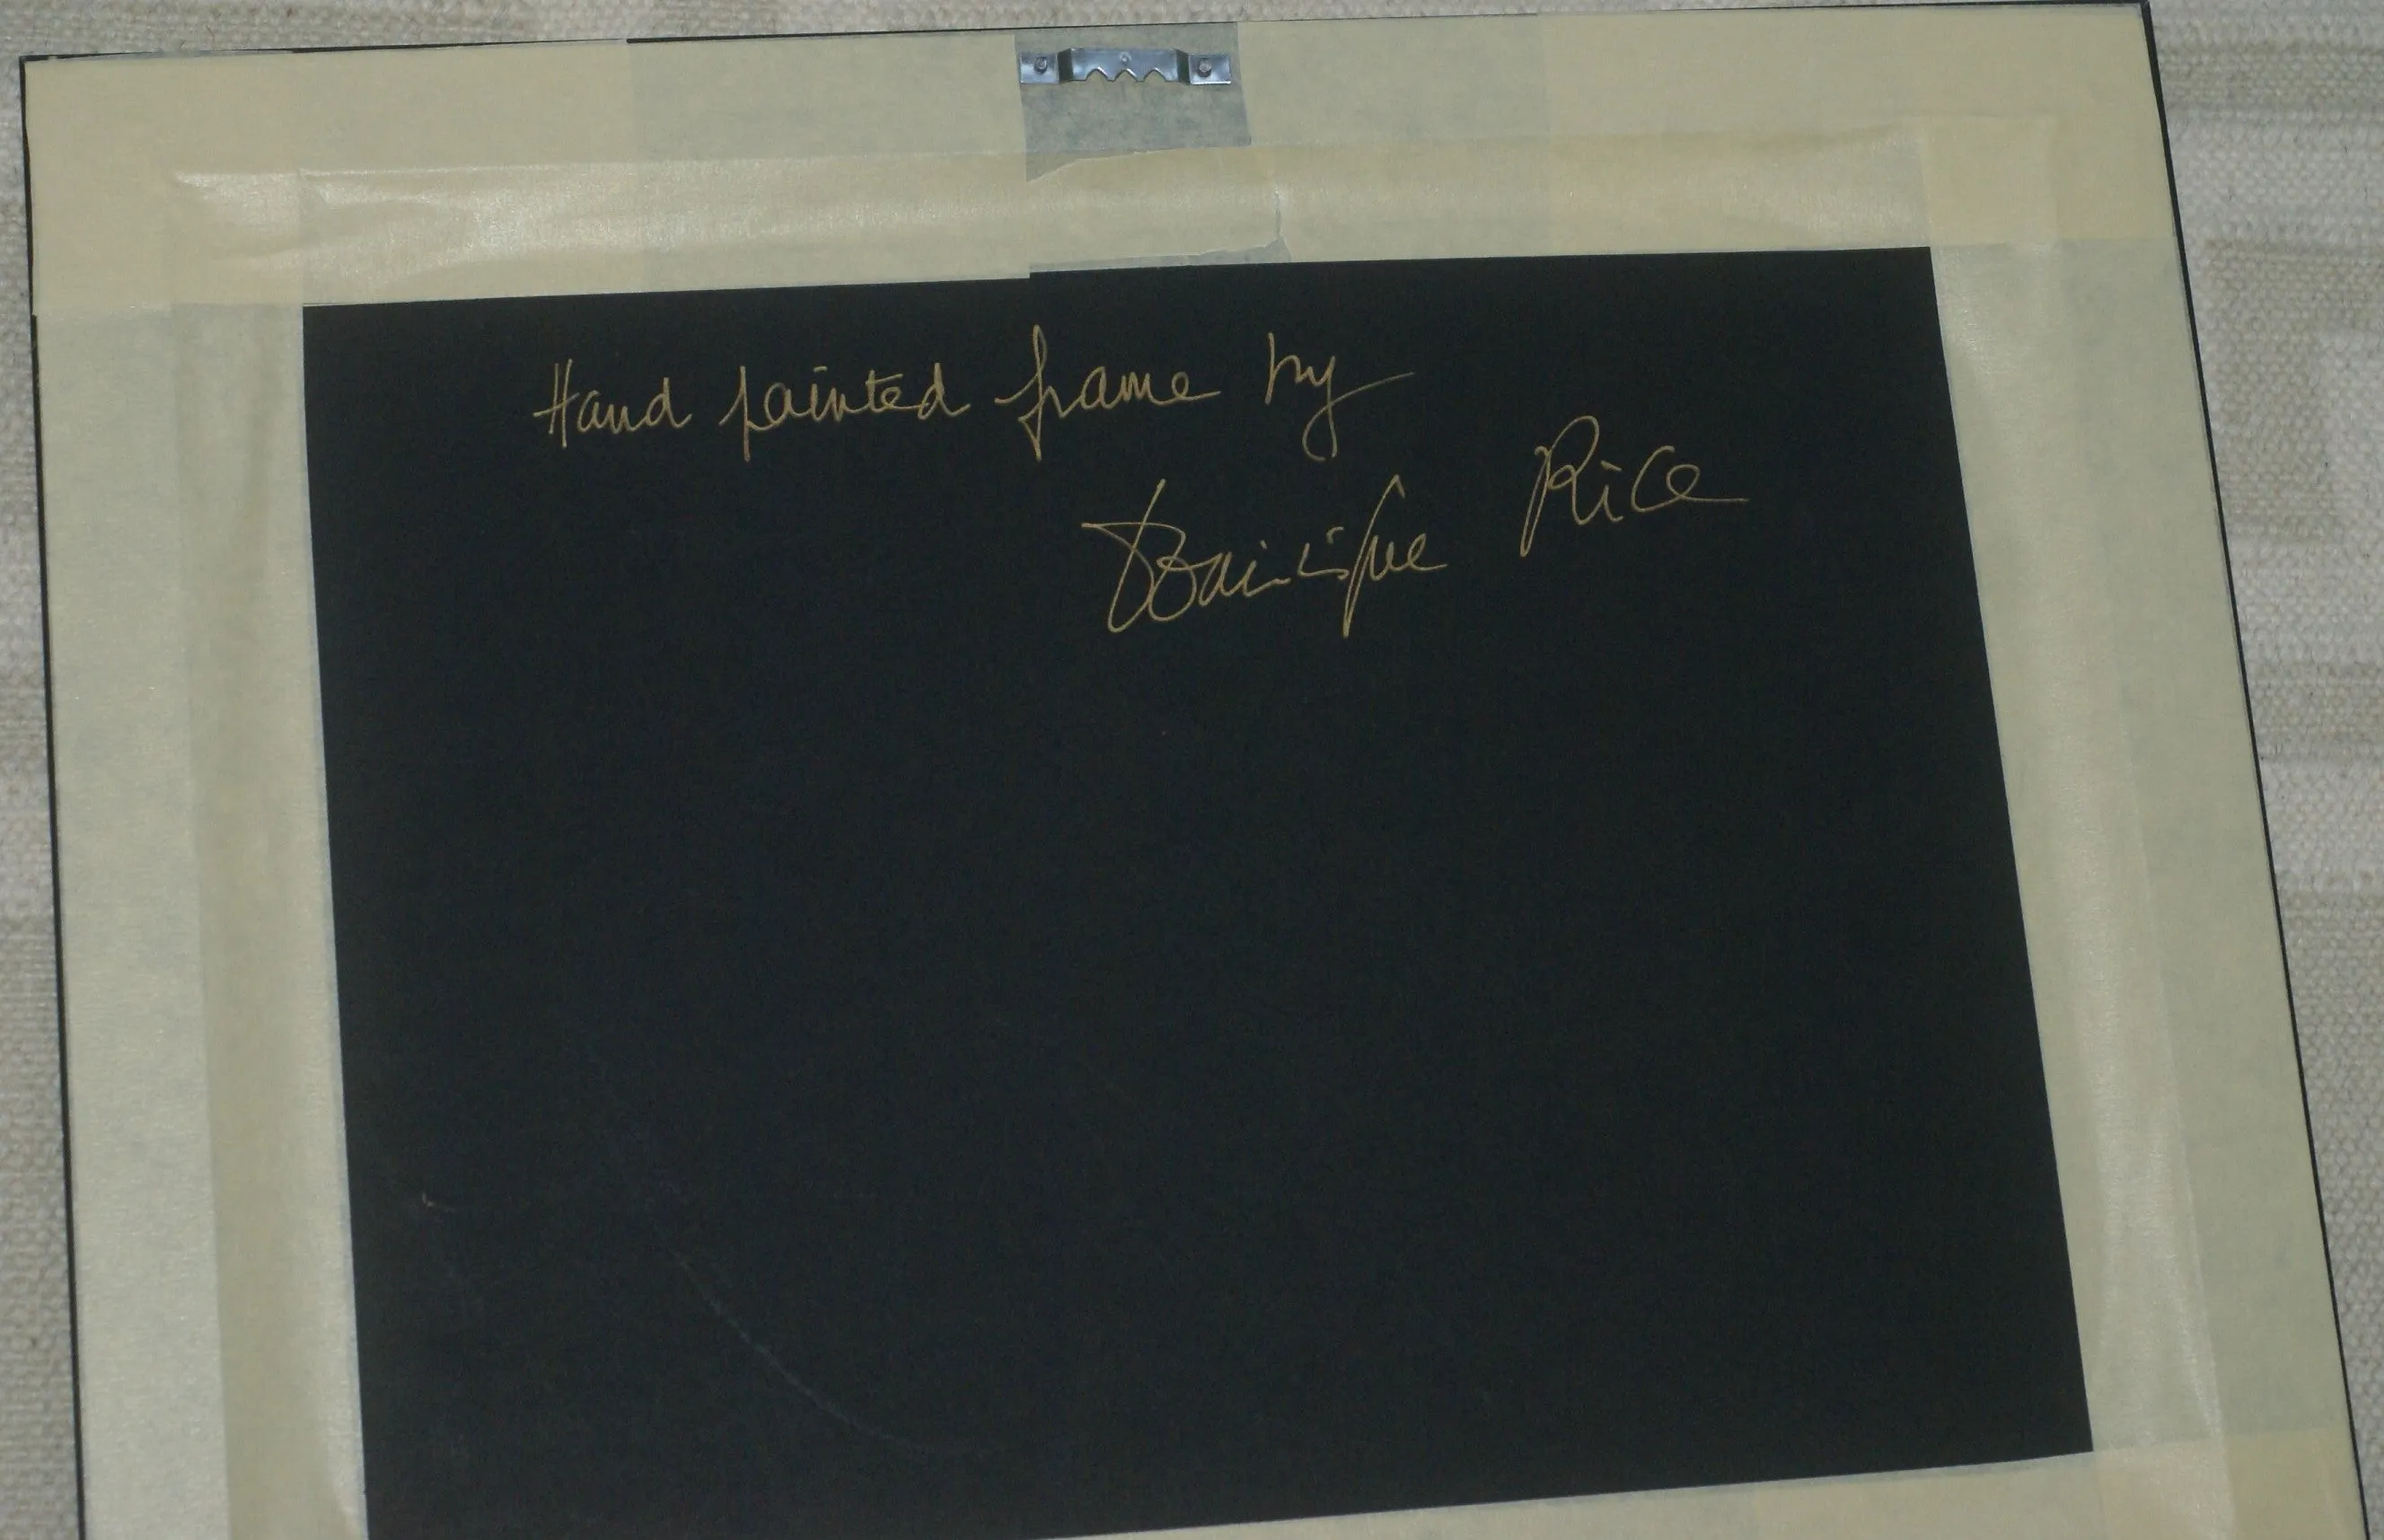 Hand painted frame by
Dominique Rice